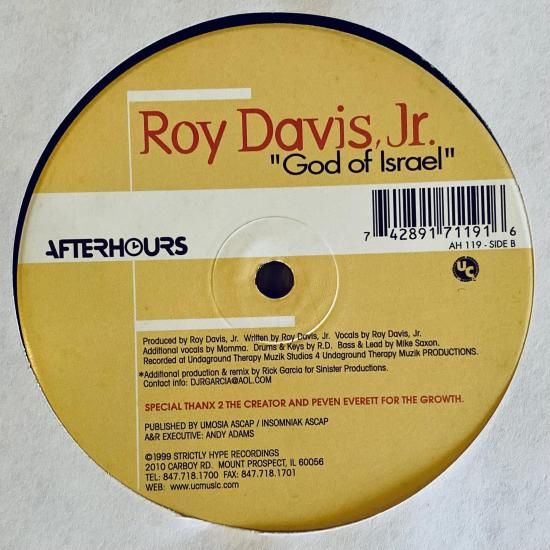 Roy Davis, Jr.
"God of Israel"
AFTERHOURS
7 42891 71191 6
AH 119 - SIDE B
UC
Produced by Roy Davis, Jr. Written by Roy Davis, Jr. Vocals by Roy Davis, Jr.
Additional vocals by Momma. Drums & Keys by R.D. Bass & Lead by Mike Saxon.
Recorded at Undaground Therapy Muzik Studios 4 Undaground Therapy Muzik PRODUCTIONS.
*Additional production & remix by Rick Garcia for Sinister Productions.
Contact info: DJRGARCIA@AOL.COM
SPECIAL THANX 2 THE CREATOR AND PEVEN EVERETT FOR THE GROWTH.
PUBLISHED BY UMOSIA ASCAP / INSOMNIAK ASCAP
A&R EXECUTIVE: ANDY ADAMS
©1999 STRICTLY HYPE RECORDINGS
2010 CARBOY RD. MOUNT PROSPECT, IL 60056
TEL: 847.718.1700 FAX: 847.718.1701
WEB: www.ucmusic.com